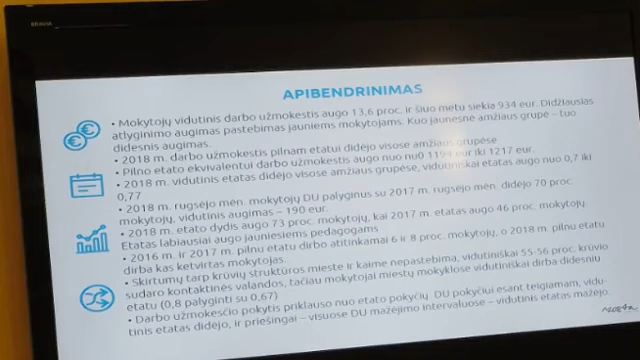 BRAVIA
APIBENDRINIMAS
• Mokytojų vidutinis darbo užmokestis augo 13,6 proc. ir šiuo metu siekia 934 eur. Didžiausias
atlyginimo augimas pastebimas jauniems mokytojams. Kuo jaunesnė amžiaus grupė – tuo
didesnis augimas.
• 2018 m. darbo užmokestis pilnam etatui didėjo visose amžiaus grupėse
• Pilno etato ekvivalentui darbo užmokestis augo nuo nuo 1199 eur iki 1217 eur.
• 2018 m. vidutinis etatas didėjo visose amžiaus grupėse, vidutiniškai etatas augo nuo 0,7 iki
0,77
• 2018 m. rugsėjo mėn. mokytojų DU palyginus su 2017 m. rugsėjo mėn. didėjo 70 proc.
mokytojų, vidutinis augimas – 190 eur.
• 2018 m. etato dydis augo 73 proc. mokytojų, kai 2017 m. etatas augo 46 proc. mokytojų.
Etatas labiausiai augo jauniesiems pedagogams
• 2016 m. ir 2017 m. pilnu etatu dirbo atitinkamai 6 ir 8 proc. mokytojų, o 2018 m. pilnu etatu
dirba kas ketvirtas mokytojas.
• Skirtumų tarp krūvių struktūros mieste ir kaime nepastebima, vidutiniškai 55-56 proc. krūvio
sudaro kontaktinės valandos, tačiau mokytojai miestų mokyklose vidutiniškai dirba didesniu
etatu (0,8 palyginti su 0,67)
• Darbo užmokesčio pokytis priklauso nuo etato pokyčių. DU pokyčiui esant teigiamam, vidu-
tinis etatas didėjo, ir priešingai – visuose DU mažėjimo intervaluose – vidutinis etatas mažėjo.